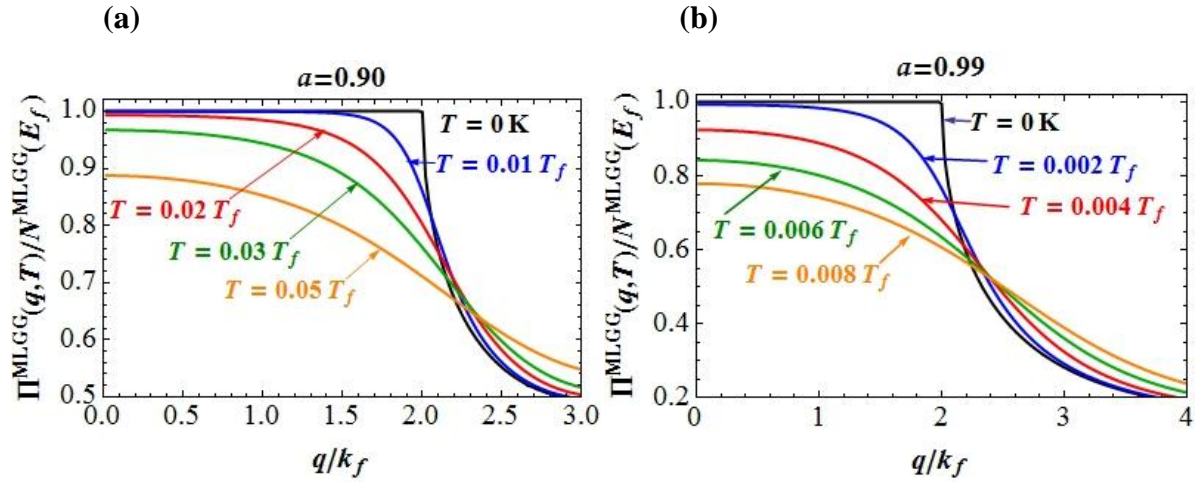 (a)
a=0.90
Π^MLGG(q,T)/N^MLGG(E_f)
1.0
0.9
0.8
0.7
0.6
0.5
T = 0 K
T = 0.01 T_f
T = 0.02 T_f
T = 0.03 T_f
T = 0.05 T_f
0.0 0.5 1.0 1.5 2.0 2.5 3.0
q/k_f
(b)
a=0.99
Π^MLGG(q,T)/N^MLGG(E_f)
1.0
0.8
0.6
0.4
0.2
T = 0 K
T = 0.002 T_f
T = 0.004 T_f
T = 0.006 T_f
T = 0.008 T_f
0 1 2 3 4
q/k_f